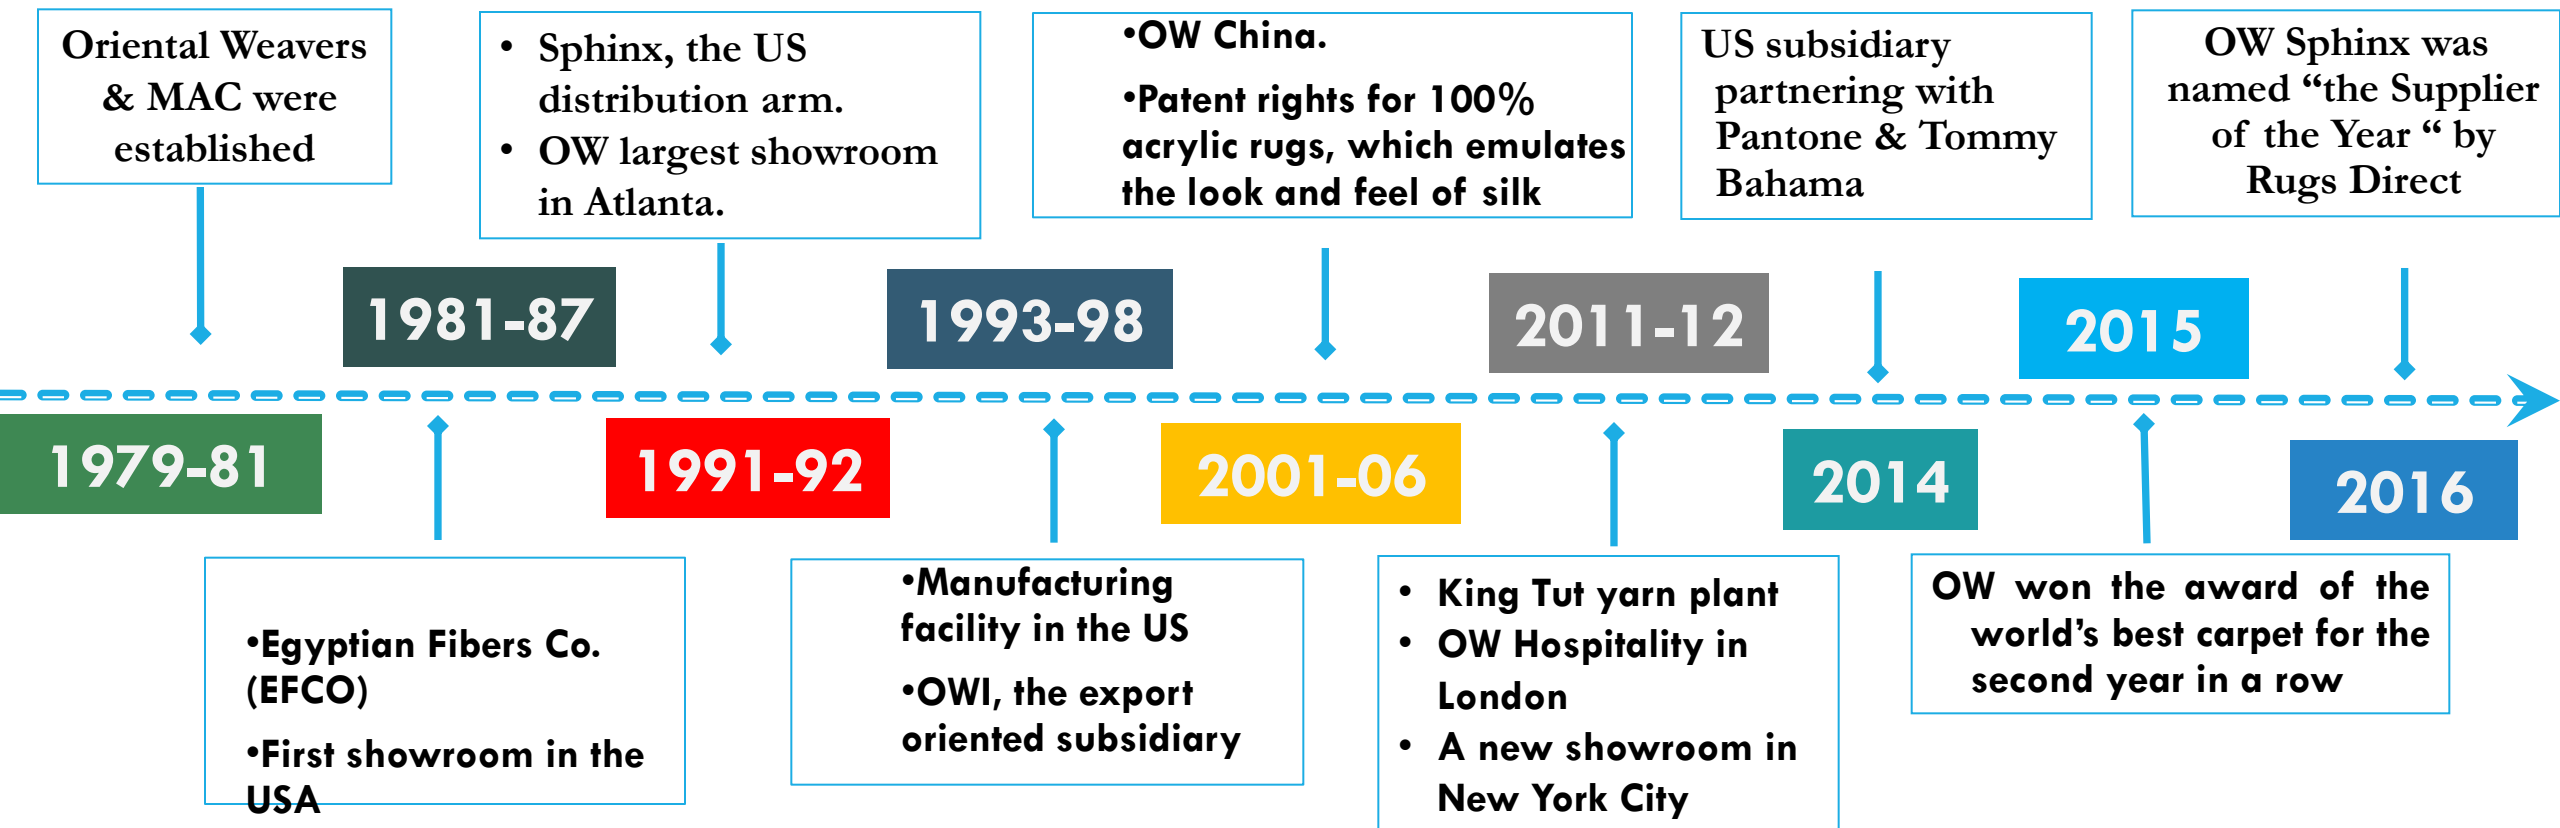 Oriental Weavers
& MAC were
established
• Sphinx, the US
distribution arm.
• OW largest showroom
in Atlanta.
•OW China.
•Patent rights for 100%
acrylic rugs, which emulates
the look and feel of silk
US subsidiary
partnering with
Pantone & Tommy
Bahama
OW Sphinx was
named “the Supplier
of the Year “ by
Rugs Direct
1981-87
1993-98
2011-12
2015
1979-81
1991-92
2001-06
2014
2016
•Egyptian Fibers Co.
(EFCO)
•First showroom in the
USA
•Manufacturing
facility in the US
•OWI, the export
oriented subsidiary
• King Tut yarn plant
• OW Hospitality in
London
• A new showroom in
New York City
OW won the award of the
world’s best carpet for the
second year in a row